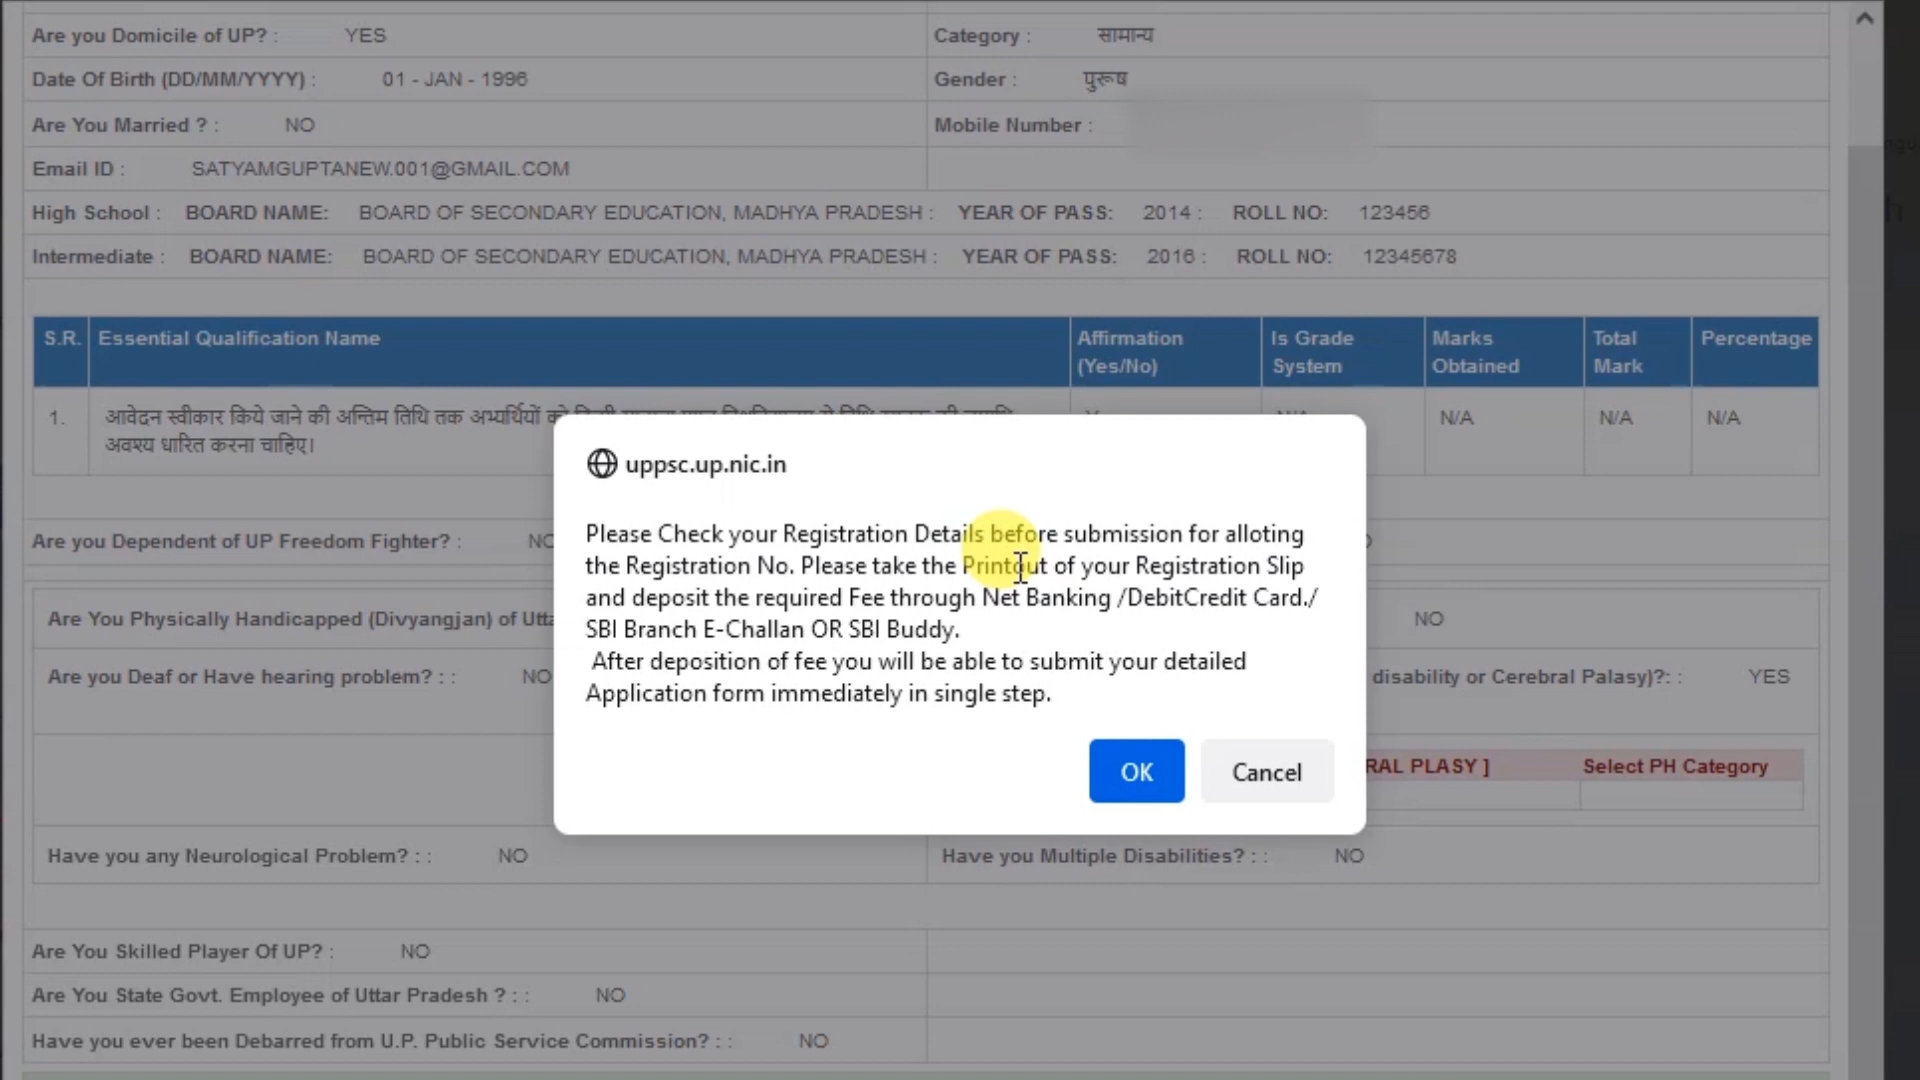 Are you Domicile of UP? : YES Category : सामान्य
Date Of Birth (DD/MM/YYYY) : 01 - JAN - 1996 Gender : पुरूष
Are You Married ? : NO Mobile Number :
Email ID : SATYAMGUPTANEW.001@GMAIL.COM
High School : BOARD NAME: BOARD OF SECONDARY EDUCATION, MADHYA PRADESH : YEAR OF PASS: 2014 : ROLL NO: 123456
Intermediate : BOARD NAME: BOARD OF SECONDARY EDUCATION, MADHYA PRADESH : YEAR OF PASS: 2016 : ROLL NO: 12345678
S.R. Essential Qualification Name Affirmation (Yes/No) Is Grade System Marks Obtained Total Mark Percentage
1. आवेदन स्वीकार किये जाने की अन्तिम तिथि तक अभ्यर्थियों को N/A N/A N/A
अवश्य धारित करना चाहिए।
uppsc.up.nic.in
Please Check your Registration Details before submission for alloting
the Registration No. Please take the Printout of your Registration Slip
and deposit the required Fee through Net Banking /DebitCredit Card./
SBI Branch E-Challan OR SBI Buddy.
After deposition of fee you will be able to submit your detailed
Application form immediately in single step.
OK Cancel
Are you Dependent of UP Freedom Fighter? :
Are You Physically Handicapped (Divyangjan) of NO
Are you Deaf or Have hearing problem? : : NO disability or Cerebral Palasy)?: : YES
PLASY ] Select PH Category
Have you any Neurological Problem? : : NO Have you Multiple Disabilities? : : NO
Are You Skilled Player Of UP? : NO
Are You State Govt. Employee of Uttar Pradesh ? : : NO
Have you ever been Debarred from U.P. Public Service Commission? : : NO